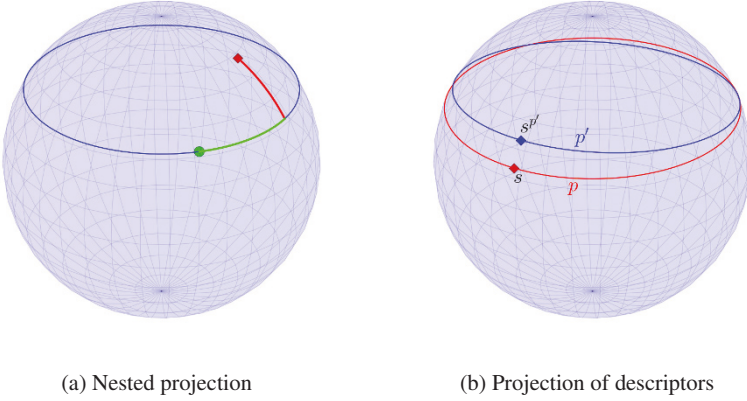 s^{p′}
p′
s
p
(a) Nested projection
(b) Projection of descriptors